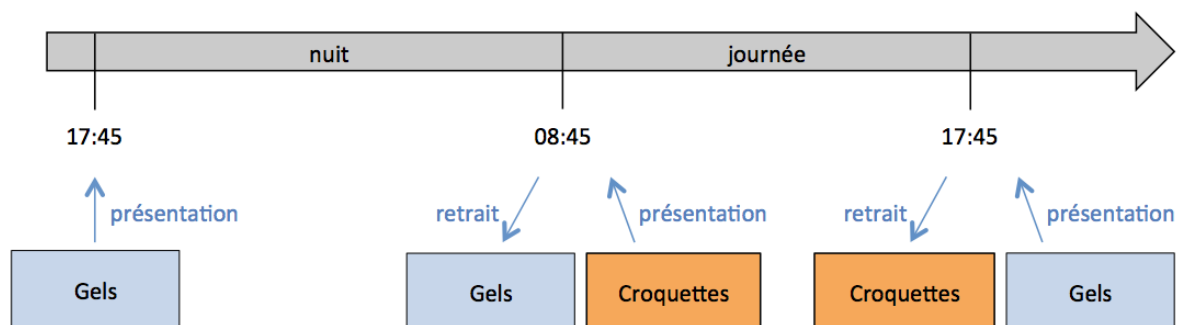 nuit journée
17:45 08:45 17:45
présentation retrait présentation retrait présentation
Gels Gels Croquettes Croquettes Gels